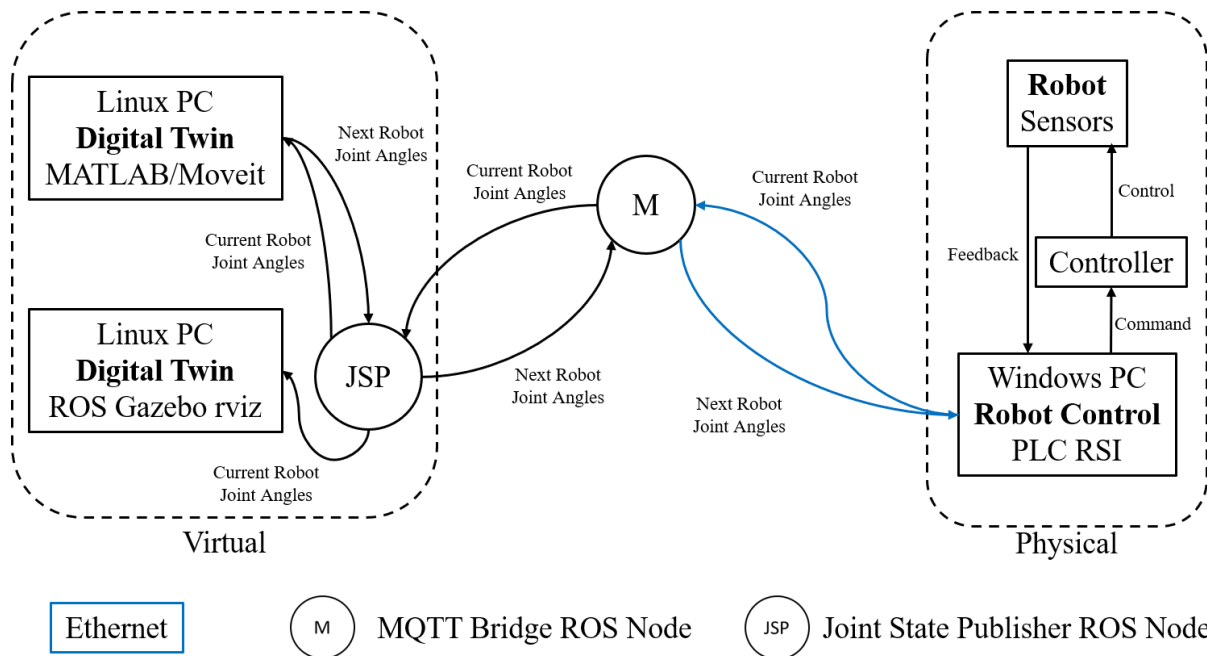 Linux PC
Digital Twin
MATLAB/Moveit
Next Robot
Joint Angles
Current Robot
Joint Angles
Linux PC
Digital Twin
ROS Gazebo rviz
JSP
Current Robot
Joint Angles
Virtual
Current Robot
Joint Angles
M
Next Robot
Joint Angles
Current Robot
Joint Angles
Next Robot
Joint Angles
Robot
Sensors
Control
Feedback
Controller
Command
Windows PC
Robot Control
PLC RSI
Physical
Ethernet
M
MQTT Bridge ROS Node
JSP
Joint State Publisher ROS Node